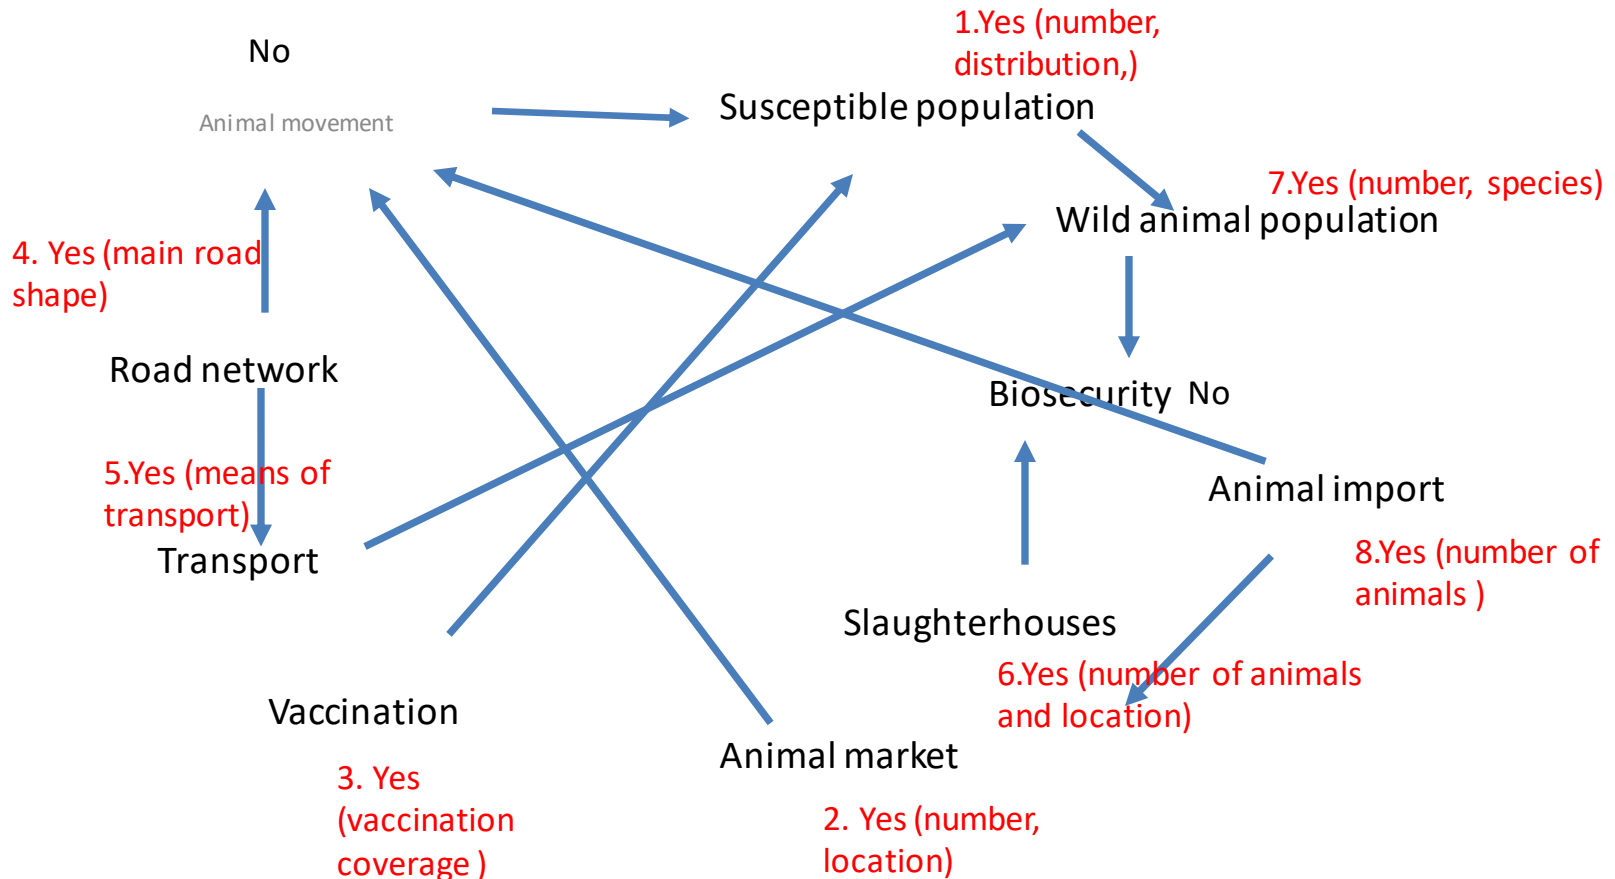 No
1.Yes (number,
distribution,)
Animal movement
Susceptible population
7.Yes (number, species)
Wild animal population
4. Yes (main road
shape)
Road network
Biosecurity No
5.Yes (means of
transport)
Transport
Animal import
8.Yes (number of
animals )
Slaughterhouses
6.Yes (number of animals
and location)
Vaccination
Animal market
3. Yes
(vaccination
coverage )
2. Yes (number,
location)